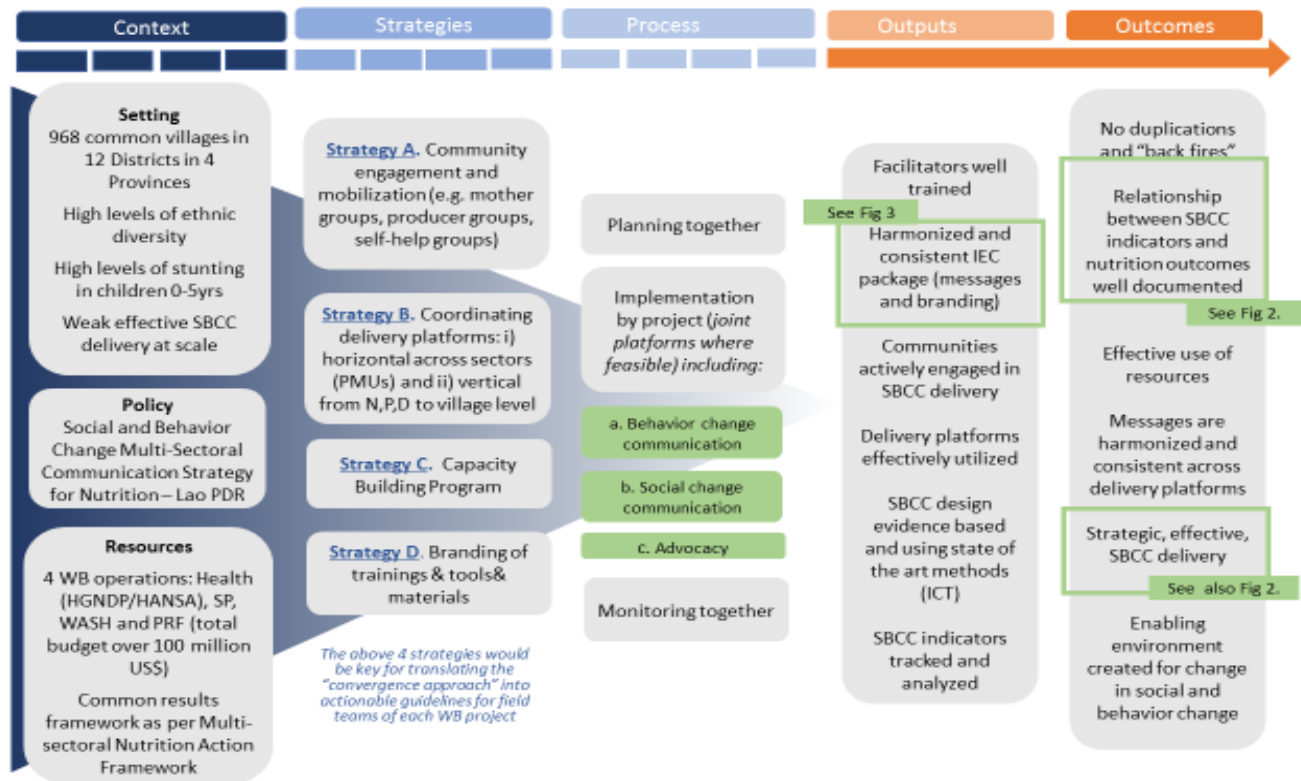 Context
Strategies
Process
Outputs
Outcomes
Setting
968 common villages in
12 Districts in 4
Provinces
High levels of ethnic
diversity
High levels of stunting
in children 0-5yrs
Weak effective SBCC
delivery at scale
Policy
Social and Behavior
Change Multi-Sectoral
Communication Strategy
for Nutrition – Lao PDR
Resources
4 WB operations: Health
(HGNDP/HANSA), SP,
WASH and PRF (total
budget over 100 million
US$)
Common results
framework as per Multi-
sectoral Nutrition Action
Framework
Strategy A. Community
engagement and
mobilization (e.g. mother
groups, producer groups,
self-help groups)
Strategy B. Coordinating
delivery platforms: i)
horizontal across sectors
(PMUs) and ii) vertical
from N,P,D to village level
Strategy C. Capacity
Building Program
Strategy D. Branding of
trainings & tools&
materials
The above 4 strategies would
be key for translating the
"convergence approach" into
actionable guidelines for field
teams of each WB project
Planning together
Implementation
by project (joint
platforms where
feasible) including:
a. Behavior change
communication
b. Social change
communication
c. Advocacy
Monitoring together
Facilitators well
trained
See Fig 3
Harmonized and
consistent IEC
package (messages
and branding)
Communities
actively engaged in
SBCC delivery
Delivery platforms
effectively utilized
SBCC design
evidence based
and using state of
the art methods
(ICT)
SBCC indicators
tracked and
analyzed
No duplications
and "back fires"
Relationship
between SBCC
indicators and
nutrition outcomes
well documented
See Fig 2.
Effective use of
resources
Messages are
harmonized and
consistent across
delivery platforms
Strategic, effective,
SBCC delivery
See also Fig 2.
Enabling
environment
created for change
in social and
behavior change